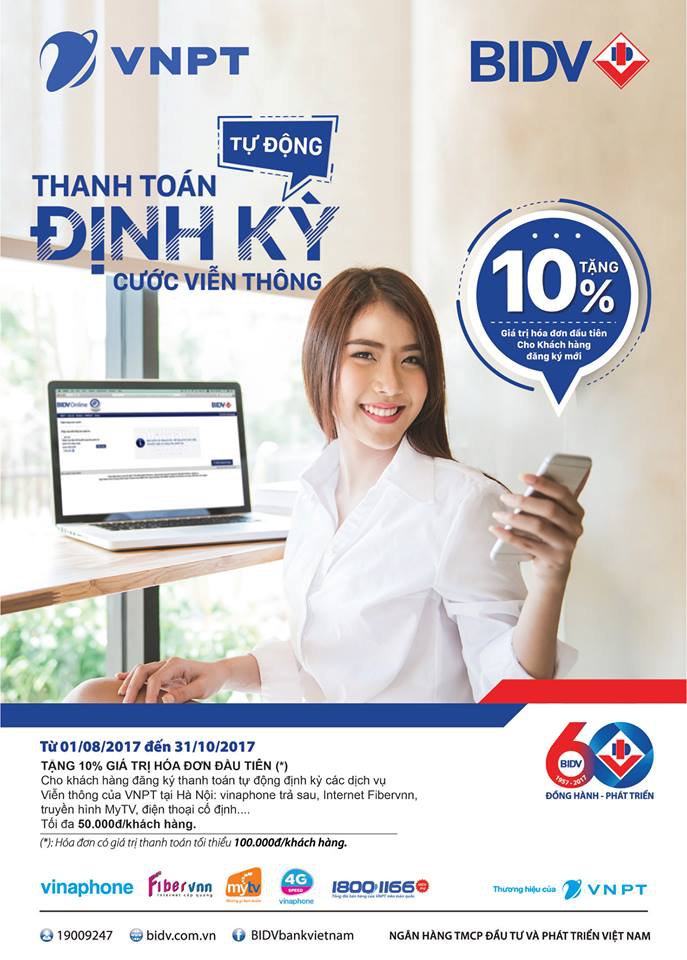 VNPT
BIDV
TỰ ĐỘNG
THANH TOÁN
ĐỊNH KỲ
CƯỚC VIỄN THÔNG
TẶNG
10%
Giá trị hóa đơn đầu tiên
Cho Khách hàng
đăng ký mới
BIDV Online
BIDV
Từ 01/08/2017 đến 31/10/2017
TẶNG 10% GIÁ TRỊ HÓA ĐƠN ĐẦU TIÊN (*)
Cho khách hàng đăng ký thanh toán tự động định kỳ các dịch vụ
Viễn thông của VNPT tại Hà Nội: vinaphone trả sau, Internet Fibervnn,
truyền hình MyTV, điện thoại cố định....
Tối đa 50.000đ/khách hàng.
(*): Hóa đơn có giá trị thanh toán tối thiểu 100.000đ/khách hàng.
60
BIDV
1957-2017
ĐỒNG HÀNH - PHÁT TRIỂN
vinaphone
Fibervnn
Internet cáp quang
mytv
4G
SPEED
vinaphone
18001166
Thương hiệu của VNPT
19009247
bidv.com.vn
BIDVbankvietnam
NGÂN HÀNG TMCP ĐẦU TƯ VÀ PHÁT TRIỂN VIỆT NAM